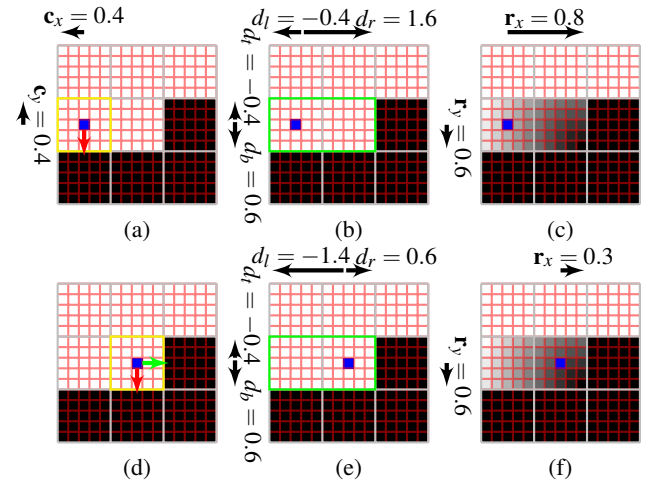 c_x = 0.4
d_l = −0.4 d_r = 1.6
r_x = 0.8
c_y = 0.4
d_t = −0.4 d_b = 0.6
r_y = 0.6
(a)
(b)
(c)
d_l = −1.4 d_r = 0.6
r_x = 0.3
d_t = −0.4 d_b = 0.6
r_y = 0.6
(d)
(e)
(f)